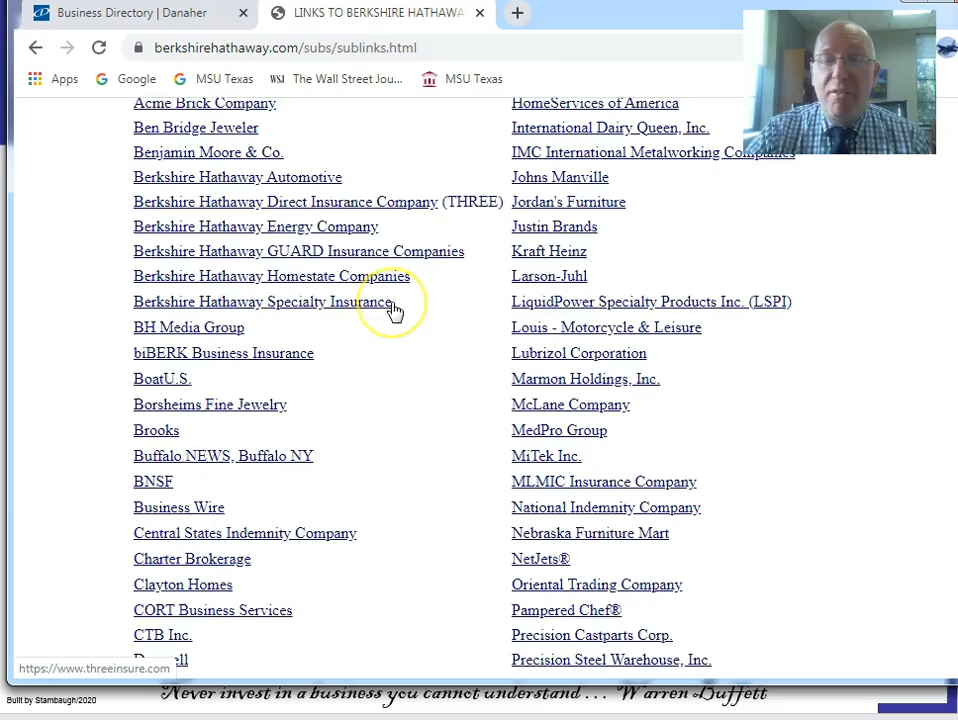 Business Directory | Danaher
LINKS TO BERKSHIRE HATHAWA
berkshirehathaway.com/subs/sublinks.html
Apps
Google
MSU Texas
WSJ The Wall Street Jou...
MSU Texas
Acme Brick Company
Ben Bridge Jeweler
Benjamin Moore & Co.
Berkshire Hathaway Automotive
Berkshire Hathaway Direct Insurance Company (THREE)
Berkshire Hathaway Energy Company
Berkshire Hathaway GUARD Insurance Companies
Berkshire Hathaway Homestate Companies
Berkshire Hathaway Specialty Insurance
BH Media Group
biBERK Business Insurance
BoatU.S.
Borsheims Fine Jewelry
Brooks
Buffalo NEWS, Buffalo NY
BNSF
Business Wire
Central States Indemnity Company
Charter Brokerage
Clayton Homes
CORT Business Services
CTB Inc.
HomeServices of America
International Dairy Queen, Inc.
IMC International Metalworking Companies
Johns Manville
Jordan's Furniture
Justin Brands
Kraft Heinz
Larson-Juhl
LiquidPower Specialty Products Inc. (LSPI)
Louis - Motorcycle & Leisure
Lubrizol Corporation
Marmon Holdings, Inc.
McLane Company
MedPro Group
MiTek Inc.
MLMIC Insurance Company
National Indemnity Company
Nebraska Furniture Mart
NetJets®
Oriental Trading Company
Pampered Chef®
Precision Castparts Corp.
Precision Steel Warehouse, Inc.
https://www.threeinsure.com
Built by Stambaugh/2020
Never invest in a business you cannot understand . . . Warren Buffett